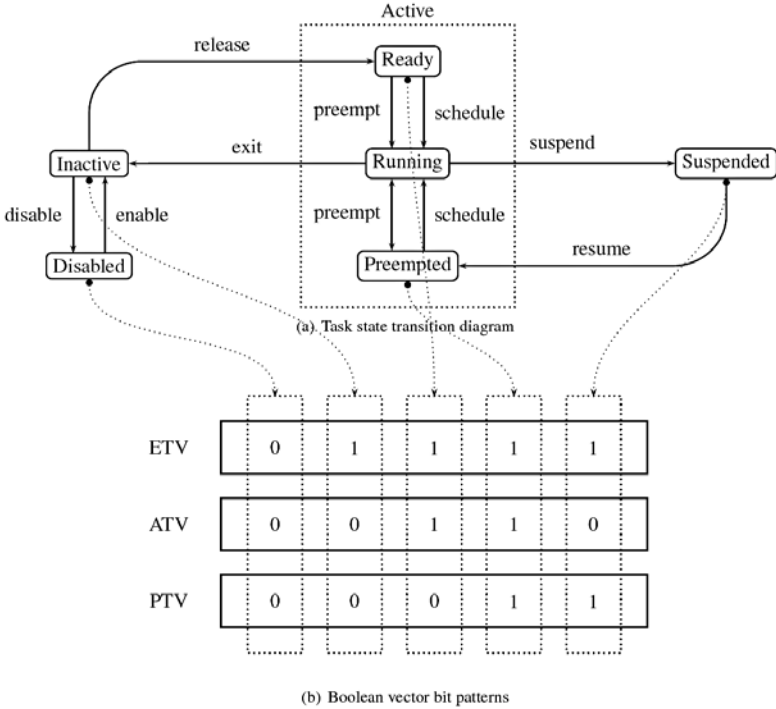 Active
release
Ready
preempt schedule
Inactive
exit
Running
suspend
Suspended
disable enable
preempt schedule
Disabled
Preempted
resume
(a) Task state transition diagram
ETV 0 1 1 1 1
ATV 0 0 1 1 0
PTV 0 0 0 1 1
(b) Boolean vector bit patterns